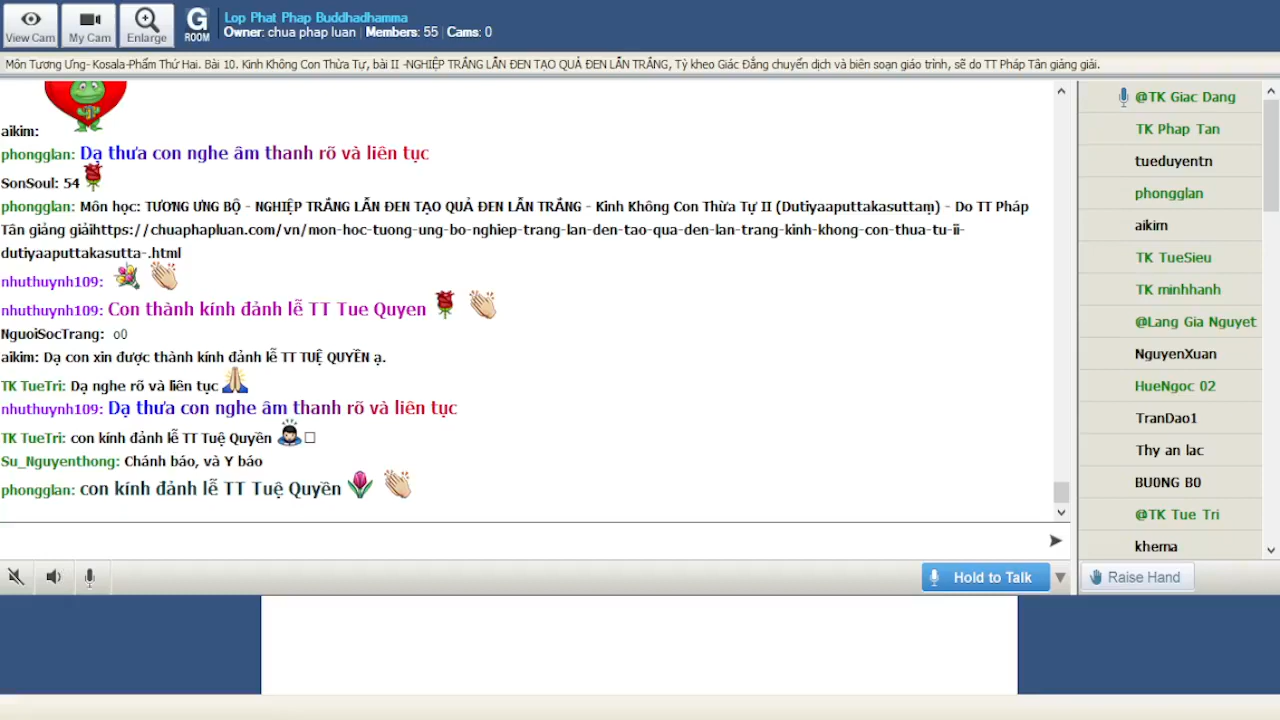 View Cam
My Cam
Enlarge
G
ROOM
Lop Phat Phap Buddhadhamma
Owner: chua phap luan | Members: 55 | Cams: 0
Môn Tương Ưng- Kosala-Phẩm Thứ Hai. Bài 10. Kinh Không Con Thừa Tự, bài II -NGHIỆP TRẮNG LẪN ĐEN TẠO QUẢ ĐEN LẪN TRẮNG, Tỳ kheo Giác Đẳng chuyển dịch và biên soạn giáo trình, sẽ do TT Pháp Tân giảng giải.
aikim:
phongglan: Dạ thưa con nghe âm thanh rõ và liên tục
SonSoul: 54
phongglan: Môn học: TƯƠNG ƯNG BỘ - NGHIỆP TRẮNG LẪN ĐEN TẠO QUẢ ĐEN LẪN TRẮNG - Kinh Không Con Thừa Tự II (Dutiyaaputtakasuttaṃ) - Do TT Pháp
Tân giảng giảihttps://chuaphapluan.com/vn/mon-hoc-tuong-ung-bo-nghiep-trang-lan-den-tao-qua-den-lan-trang-kinh-khong-con-thua-tu-ii-
dutiyaaputtakasutta-.html
nhuthuynh109:
nhuthuynh109: Con thành kính đảnh lễ TT Tue Quyen
NguoiSocTrang: o0
aikim: Dạ con xin được thành kính đảnh lễ TT TUỆ QUYỀN ạ.
TK TueTri: Dạ nghe rõ và liên tục
nhuthuynh109: Dạ thưa con nghe âm thanh rõ và liên tục
TK TueTri: con kính đảnh lễ TT Tuệ Quyền
Su_Nguyenthong: Chánh báo, và Y báo
phongglan: con kính đảnh lễ TT Tuệ Quyền
Hold to Talk
@TK Giac Dang
TK Phap Tan
tueduyentn
phongglan
aikim
TK TueSieu
TK minhhanh
@Lang Gia Nguyet
NguyenXuan
HueNgoc 02
TranDao1
Thy an lac
BU0NG B0
@TK Tue Tri
khema
Raise Hand